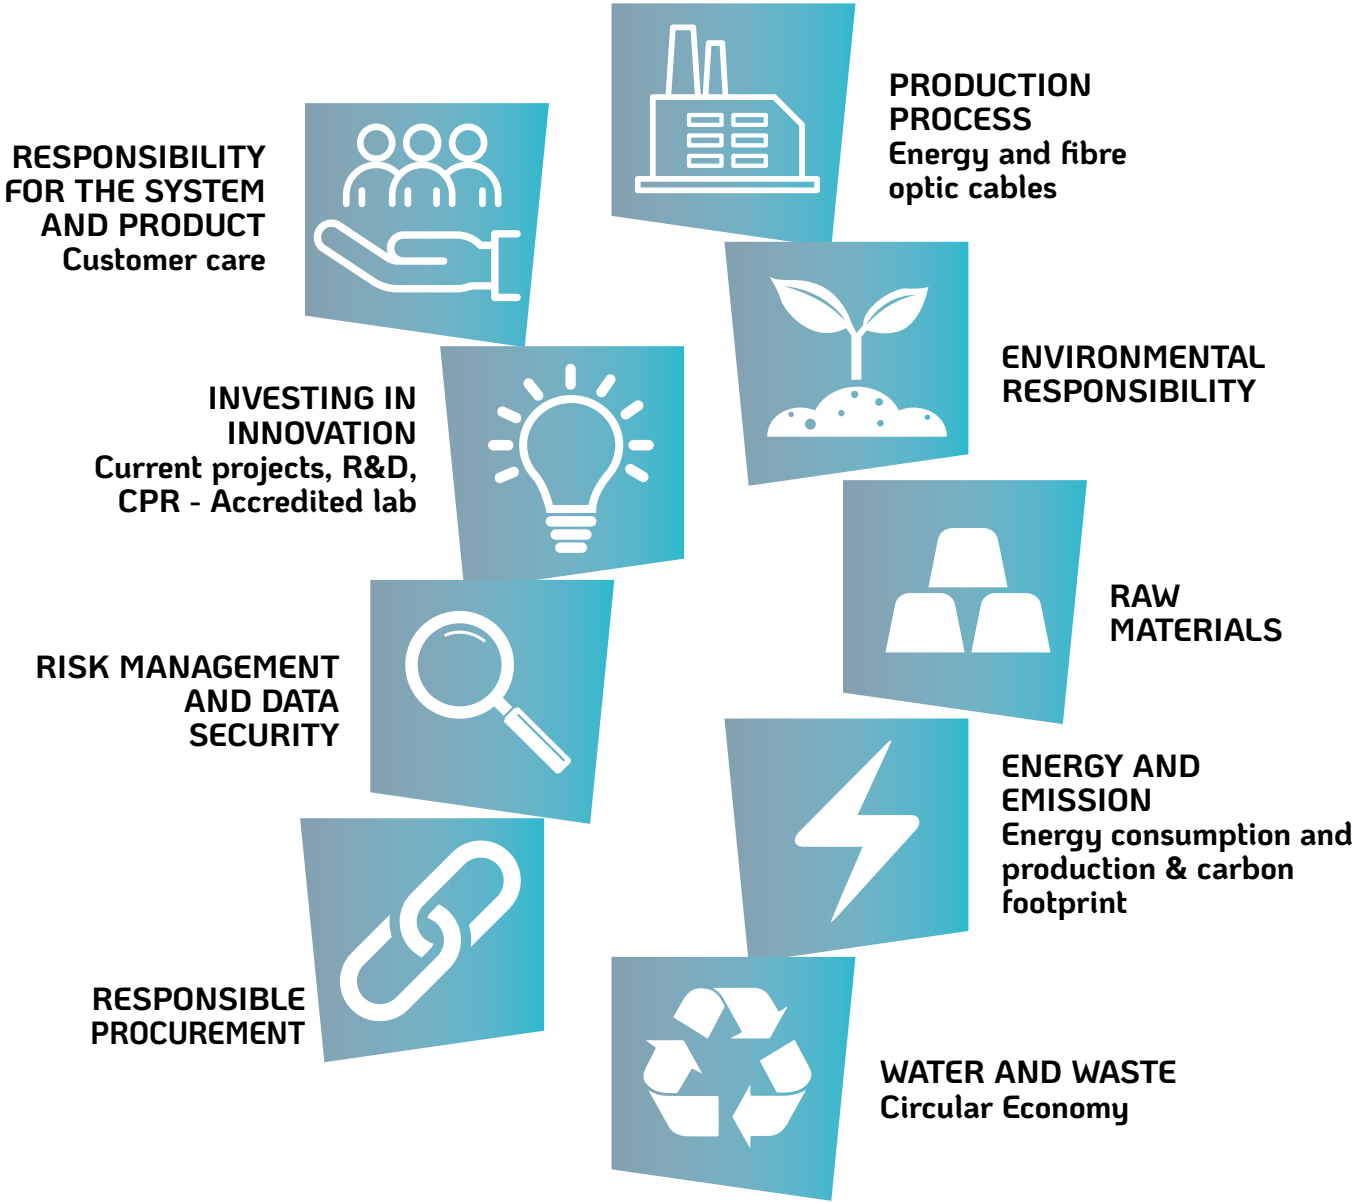 PRODUCTION
PROCESS
Energy and fibre
optic cables
RESPONSIBILITY
FOR THE SYSTEM
AND PRODUCT
Customer care
ENVIRONMENTAL
RESPONSIBILITY
INVESTING IN
INNOVATION
Current projects, R&D,
CPR - Accredited lab
RAW
MATERIALS
RISK MANAGEMENT
AND DATA
SECURITY
ENERGY AND
EMISSION
Energy consumption and
production & carbon
footprint
RESPONSIBLE
PROCUREMENT
WATER AND WASTE
Circular Economy